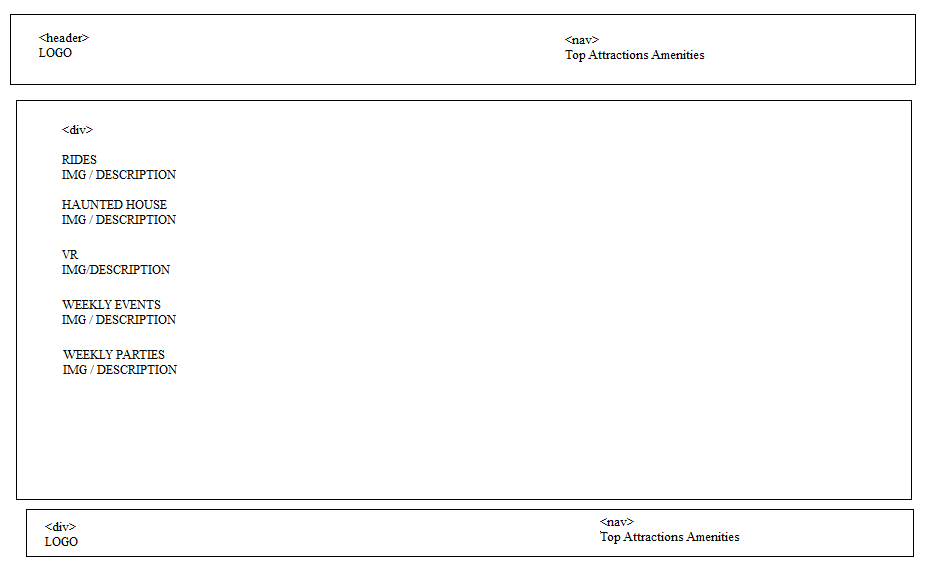 <header>
LOGO
<nav>
Top Attractions Amenities
<div>
RIDES
IMG / DESCRIPTION
HAUNTED HOUSE
IMG / DESCRIPTION
VR
IMG/DESCRIPTION
WEEKLY EVENTS
IMG / DESCRIPTION
WEEKLY PARTIES
IMG / DESCRIPTION
<div>
LOGO
<nav>
Top Attractions Amenities